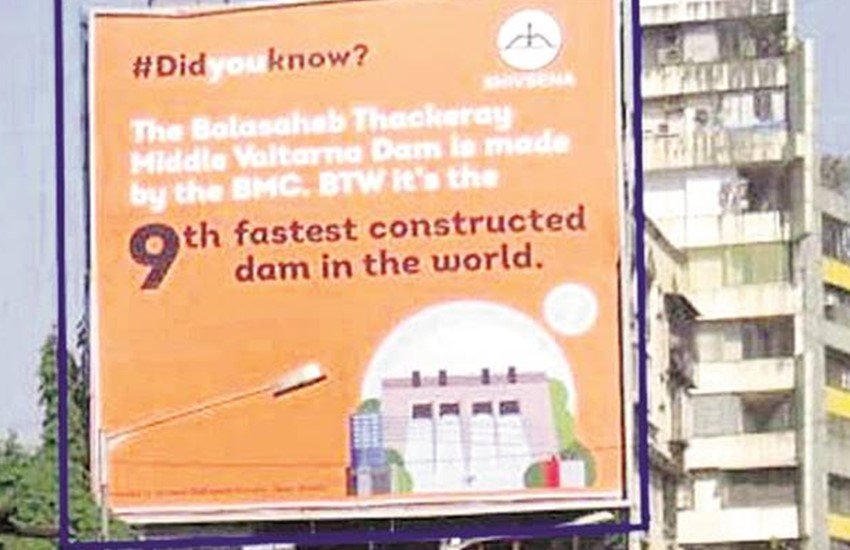 #Didyouknow?
SHIVSENA
The Balasaheb Thackeray
Middle Vaitarna Dam is made
by the BMC. BTW it's the
9th fastest constructed
dam in the world.